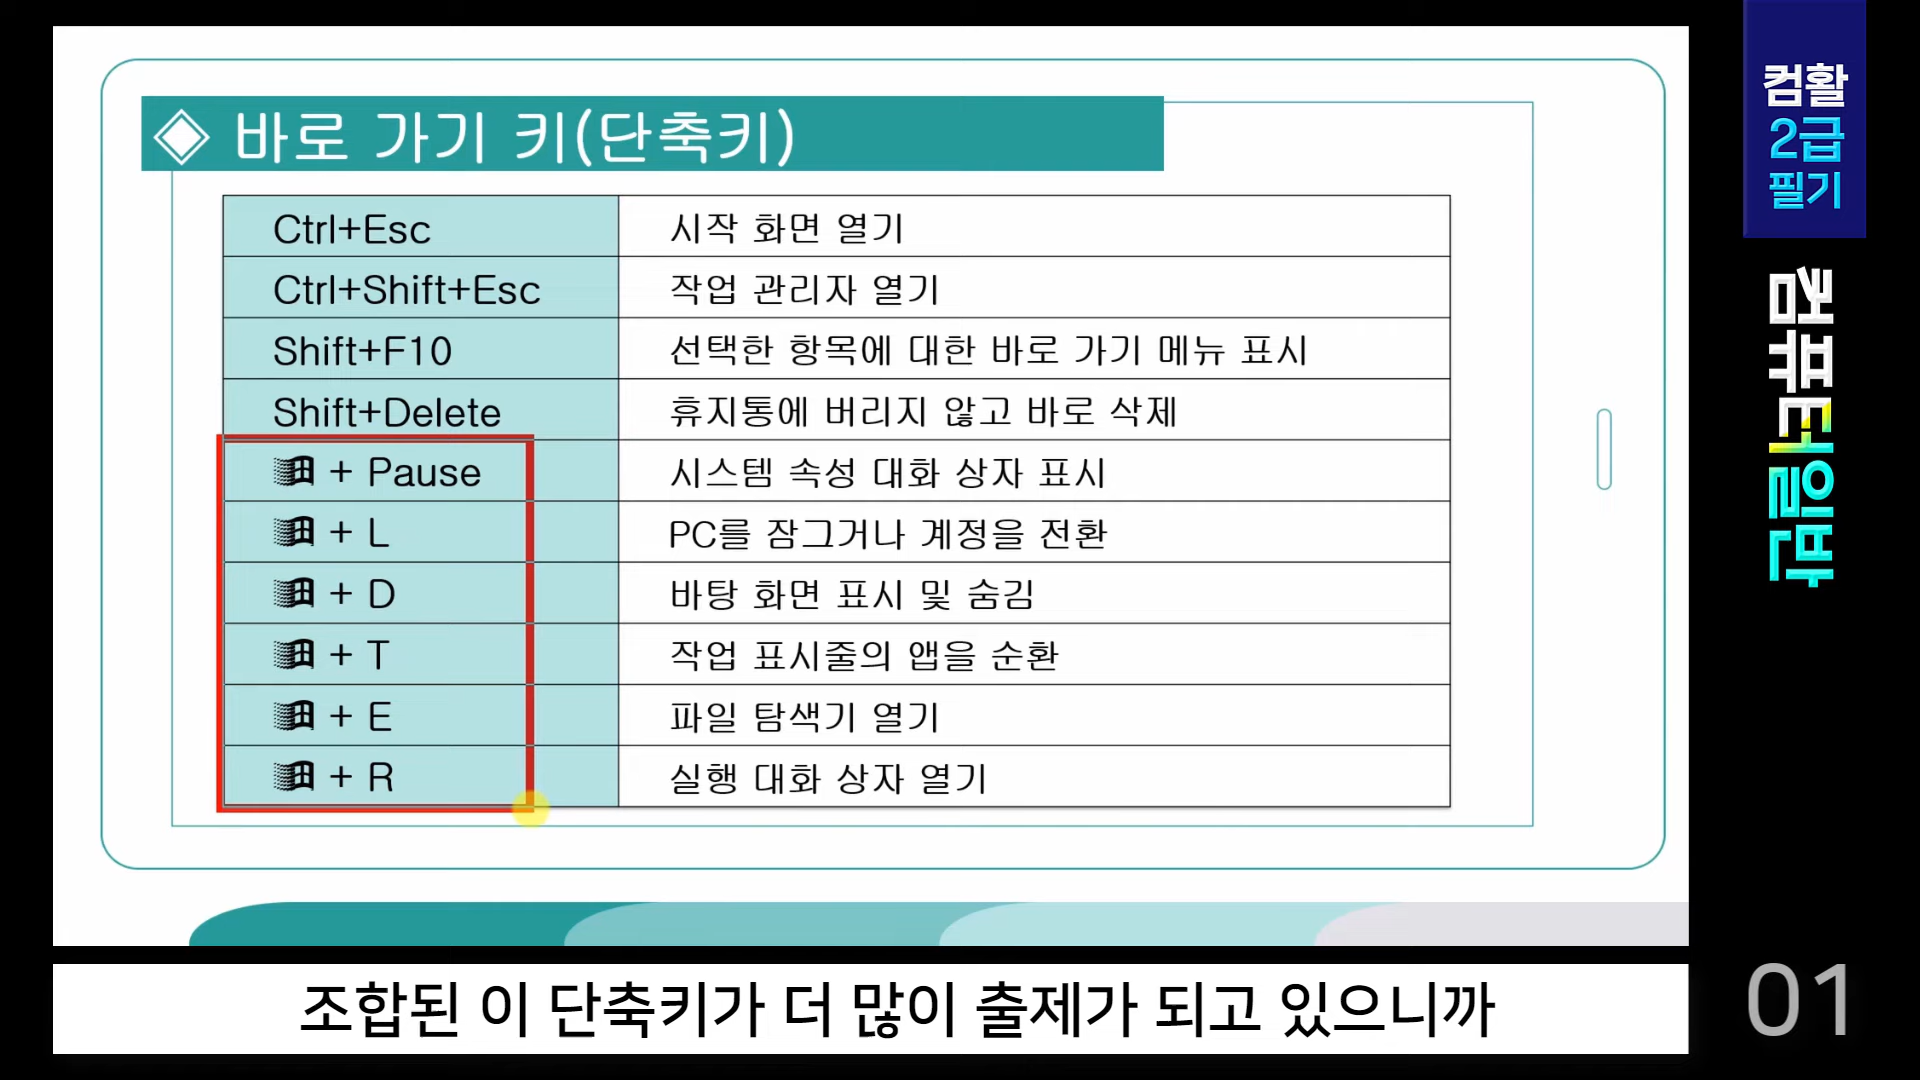 바로 가기 키(단축키)
Ctrl+Esc 시작 화면 열기
Ctrl+Shift+Esc 작업 관리자 열기
Shift+F10 선택한 항목에 대한 바로 가기 메뉴 표시
Shift+Delete 휴지통에 버리지 않고 바로 삭제
+ Pause 시스템 속성 대화 상자 표시
+ L PC를 잠그거나 계정을 전환
+ D 바탕 화면 표시 및 숨김
+ T 작업 표시줄의 앱을 순환
+ E 파일 탐색기 열기
+ R 실행 대화 상자 열기
조합된 이 단축키가 더 많이 출제가 되고 있으니까
컴활
2급
필기
컴퓨터일반
01